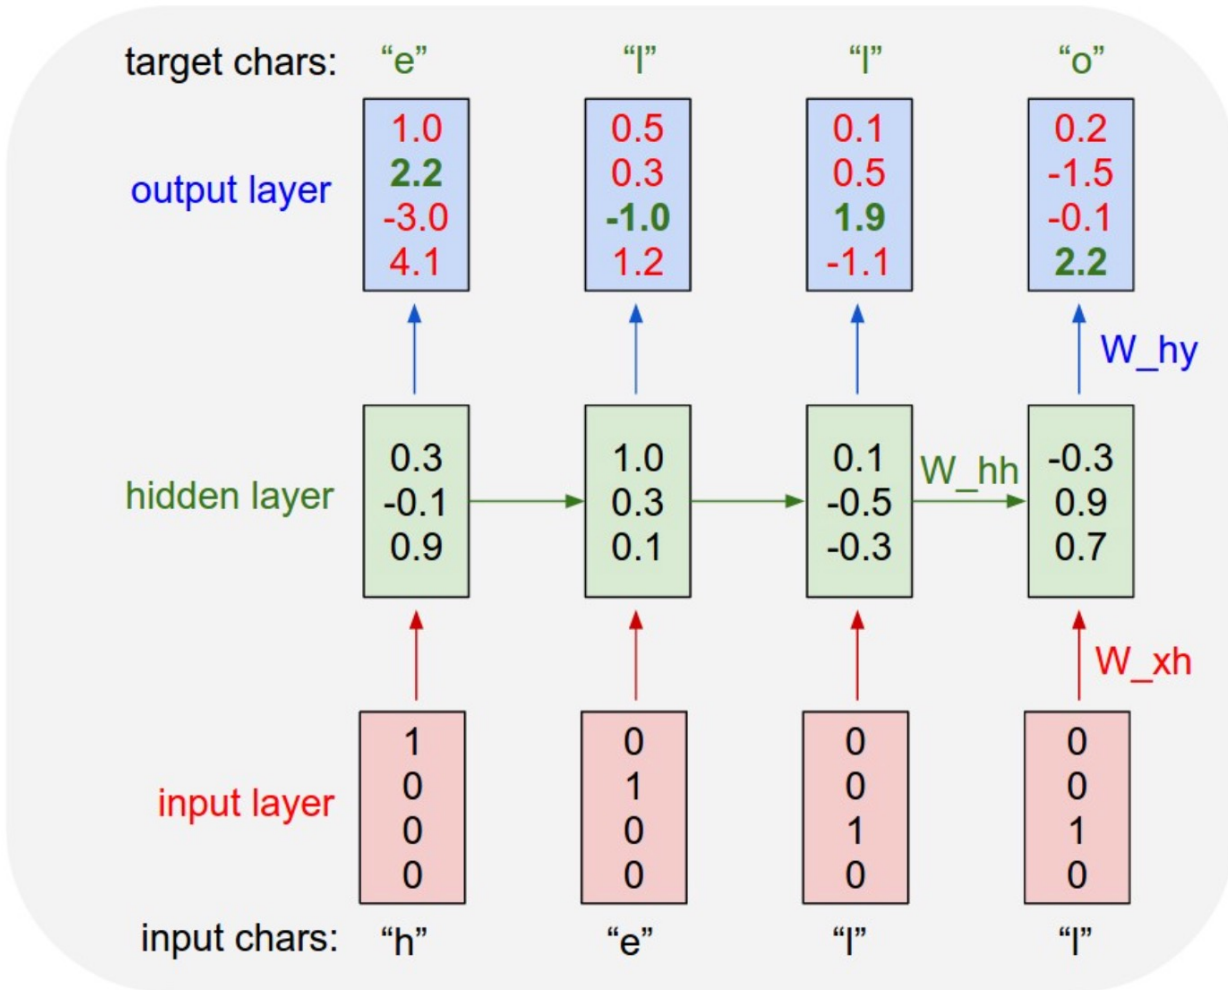 target chars: “e” “l” “l” “o”
output layer
1.0 0.5 0.1 0.2
2.2 0.3 0.5 -1.5
-3.0 -1.0 1.9 -0.1
4.1 1.2 -1.1 2.2
W_hy
hidden layer
0.3 1.0 0.1 -0.3
-0.1 0.3 -0.5 0.9
0.9 0.1 -0.3 0.7
W_hh
W_xh
input layer
1 0 0 0
0 1 0 0
0 0 1 1
0 0 0 0
input chars: “h” “e” “l” “l”